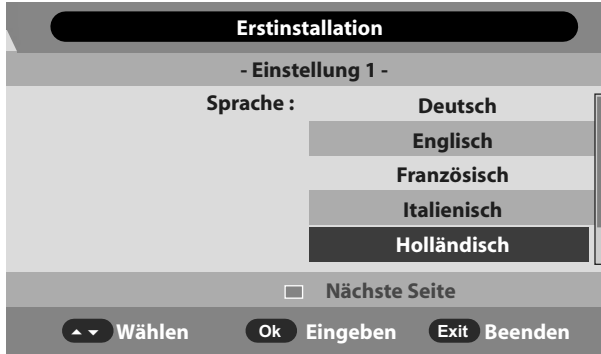 Erstinstallation
- Einstellung 1 -
Sprache : Deutsch
Englisch
Französisch
Italienisch
Holländisch
Nächste Seite
Wählen Ok Eingeben Exit Beenden